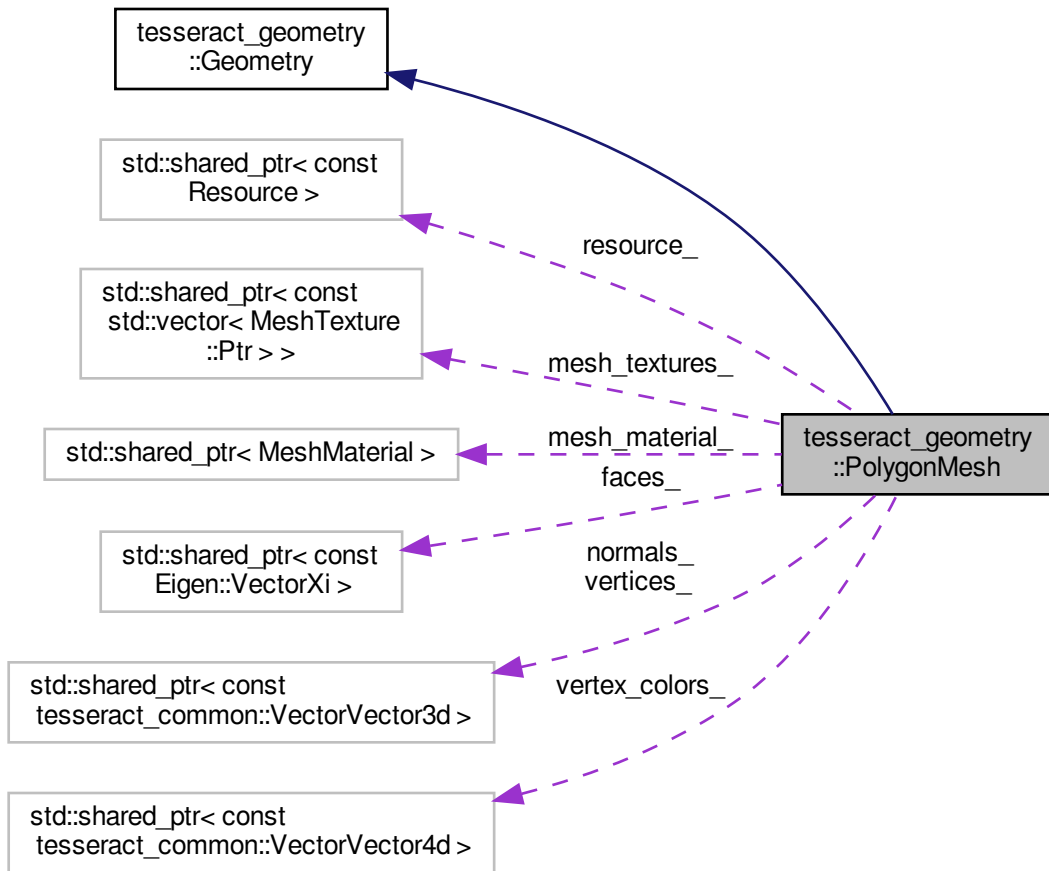 tesseract_geometry
::Geometry
std::shared_ptr< const
Resource >
resource_
std::shared_ptr< const
std::vector< MeshTexture
::Ptr > >
mesh_textures_
std::shared_ptr< MeshMaterial >
mesh_material_
tesseract_geometry
::PolygonMesh
faces_
std::shared_ptr< const
Eigen::VectorXi >
normals_
vertices_
std::shared_ptr< const
tesseract_common::VectorVector3d >
vertex_colors_
std::shared_ptr< const
tesseract_common::VectorVector4d >